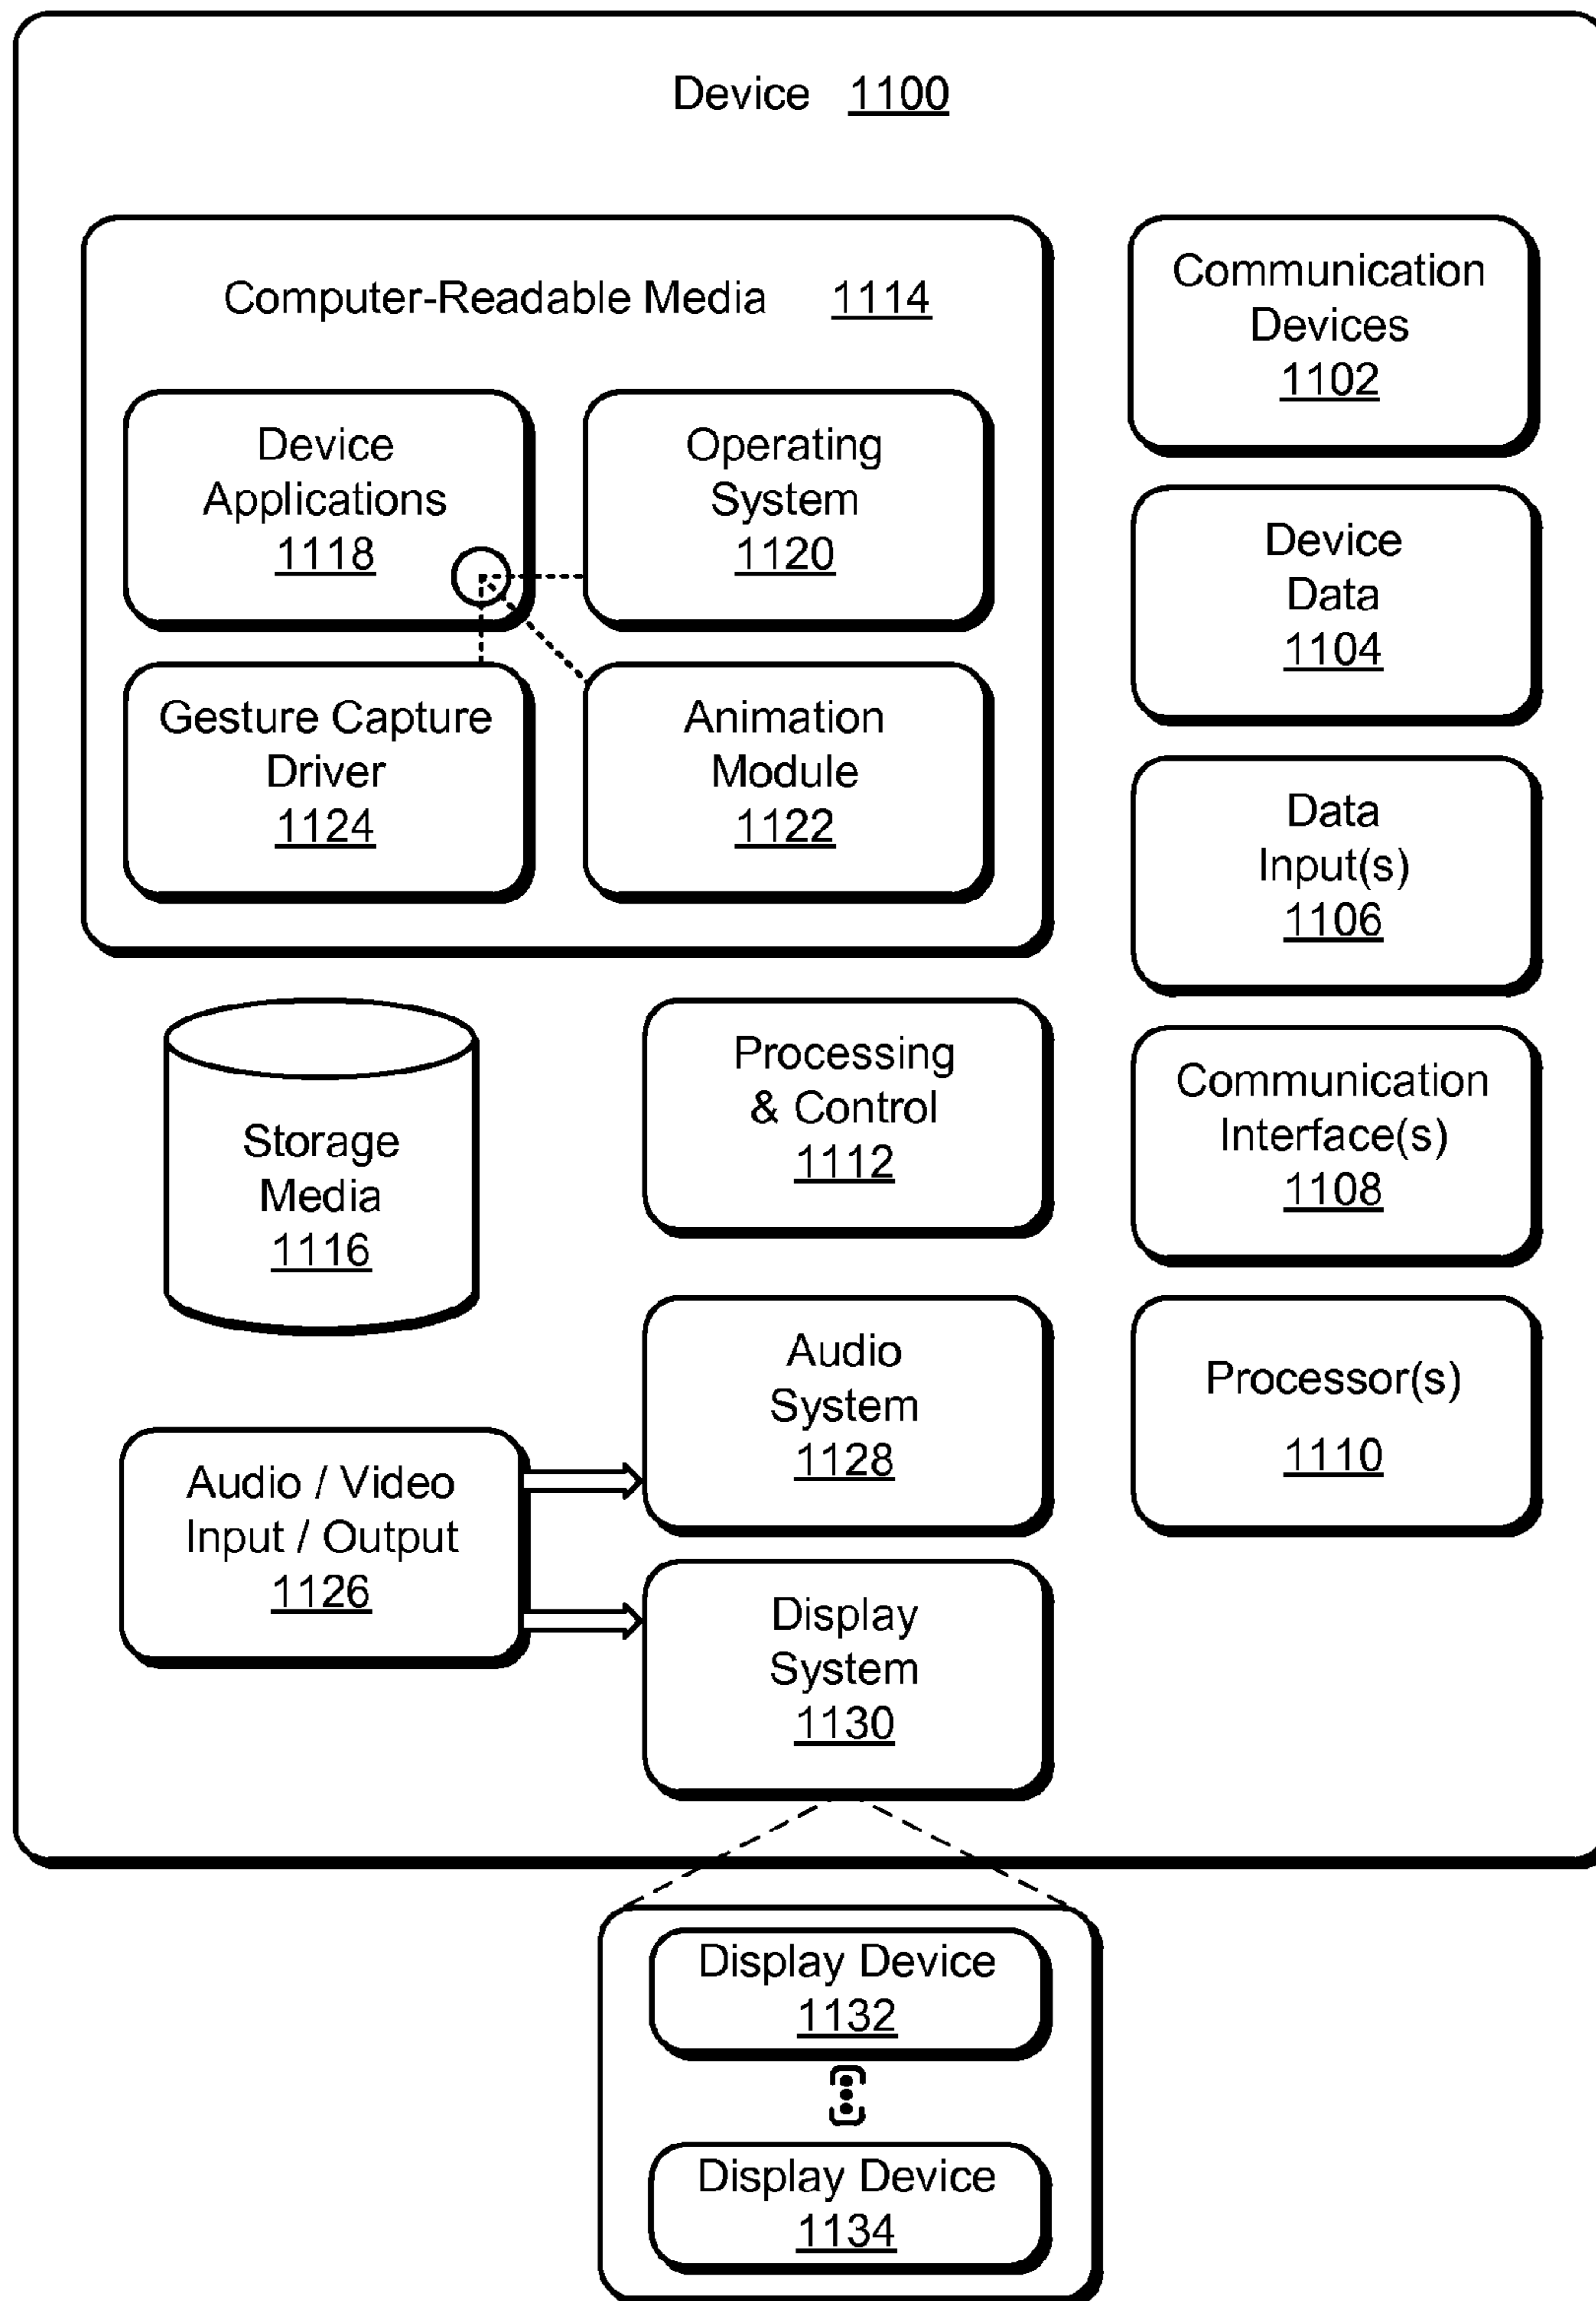 Device 1100
Computer-Readable Media 1114
Device
Applications
1118
Operating
System
1120
Gesture Capture
Driver
1124
Animation
Module
1122
Communication
Devices
1102
Device
Data
1104
Data
Input(s)
1106
Communication
Interface(s)
1108
Processor(s)
1110
Storage
Media
1116
Processing
& Control
1112
Audio
System
1128
Audio / Video
Input / Output
1126
Display
System
1130
Display Device
1132
Display Device
1134